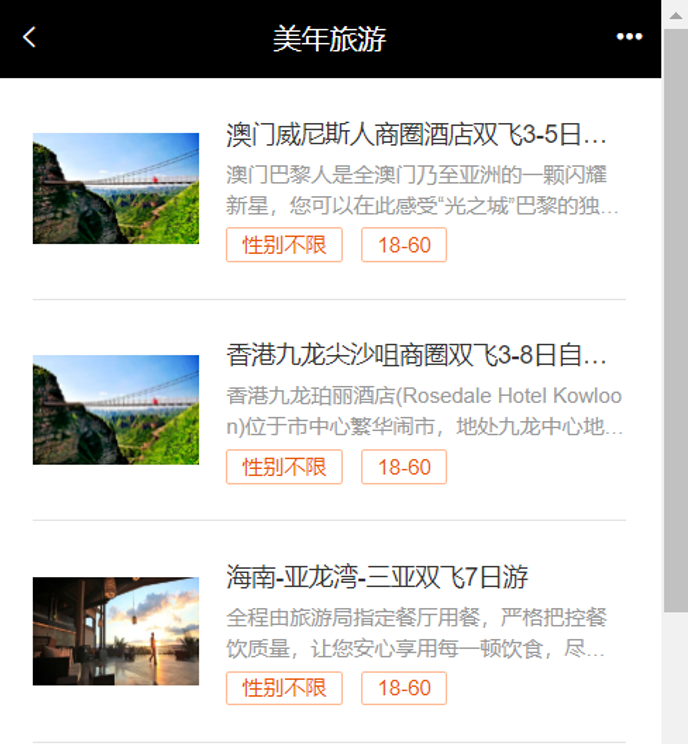 美年旅游
澳门威尼斯人商圈酒店双飞3-5日…
澳门巴黎人是全澳门乃至亚洲的一颗闪耀
新星，您可以在此感受“光之城”巴黎的独…
性别不限 18-60
香港九龙尖沙咀商圈双飞3-8日自…
香港九龙珀丽酒店(Rosedale Hotel Kowloo
n)位于市中心繁华闹市，地处九龙中心地…
性别不限 18-60
海南-亚龙湾-三亚双飞7日游
全程由旅游局指定餐厅用餐，严格把控餐
饮质量，让您安心享用每一顿饮食，尽…
性别不限 18-60